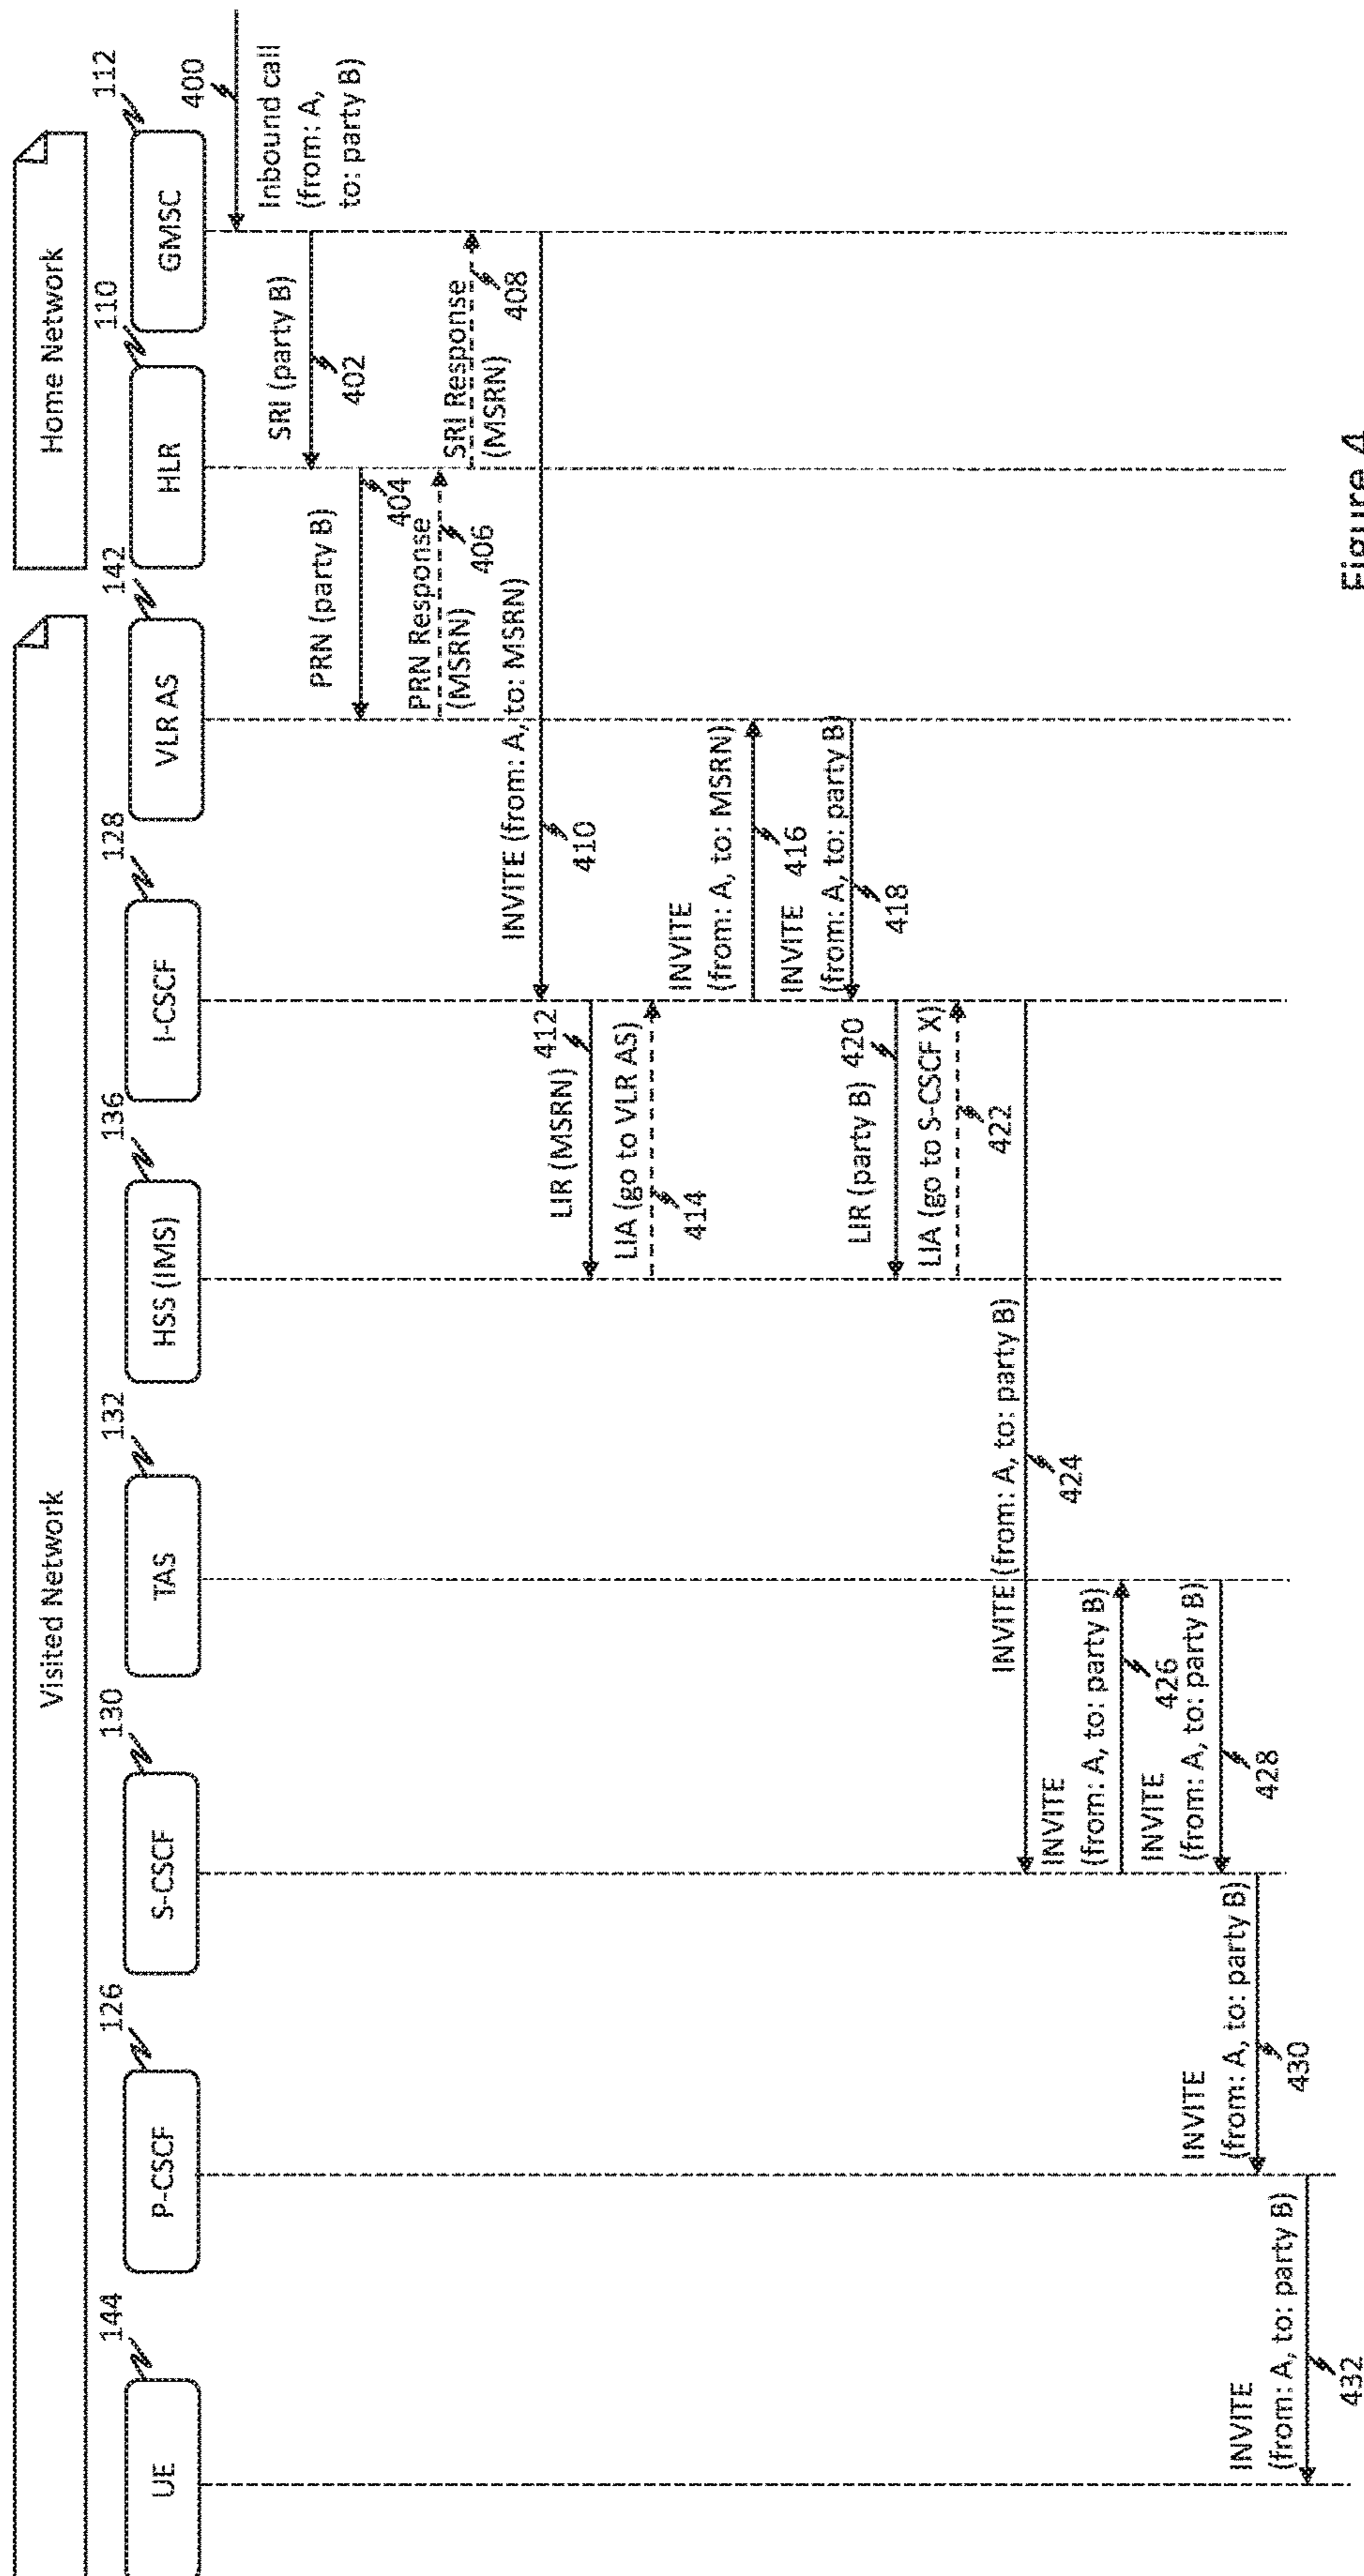 Visited Network
Home Network
144
126
130
132
136
128
142
110
112
UE
P-CSCF
S-CSCF
TAS
HSS (IMS)
I-CSCF
VLR AS
HLR
GMSC
400
Inbound call
(from: A,
to: party B)
SRI (party B)
402
PRN (party B)
404
PRN Response
(MSRN)
406
SRI Response
(MSRN)
408
INVITE (from: A, to: MSRN)
410
LIR (MSRN)
412
LIA (go to VLR AS)
414
INVITE
(from: A, to: MSRN)
416
INVITE
(from: A, to: party B)
418
LIR (party B)
420
LIA (go to S-CSCF X)
422
INVITE (from: A, to: party B)
424
INVITE
(from: A, to: party B)
426
INVITE
(from: A, to: party B)
428
INVITE
(from: A, to: party B)
430
INVITE
(from: A, to: party B)
432
Figure 4